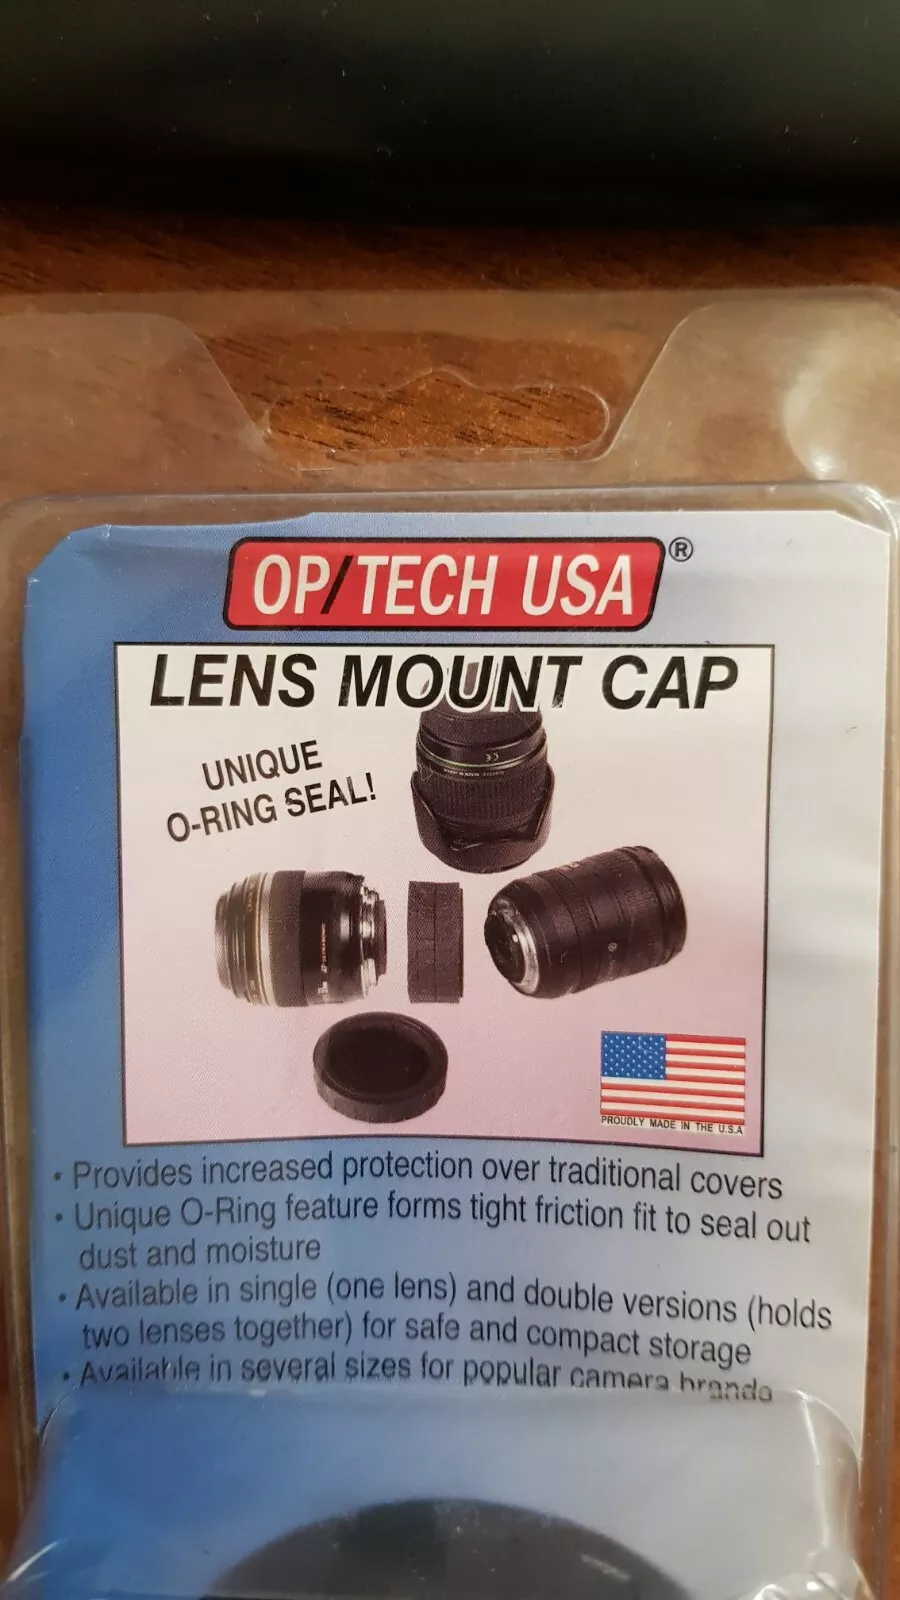 OP/TECH USA®
LENS MOUNT CAP
UNIQUE
O-RING SEAL!
PROUDLY MADE IN THE U.S.A
• Provides increased protection over traditional covers
• Unique O-Ring feature forms tight friction fit to seal out
dust and moisture
• Available in single (one lens) and double versions (holds
two lenses together) for safe and compact storage
• Available in several sizes for popular camera brands